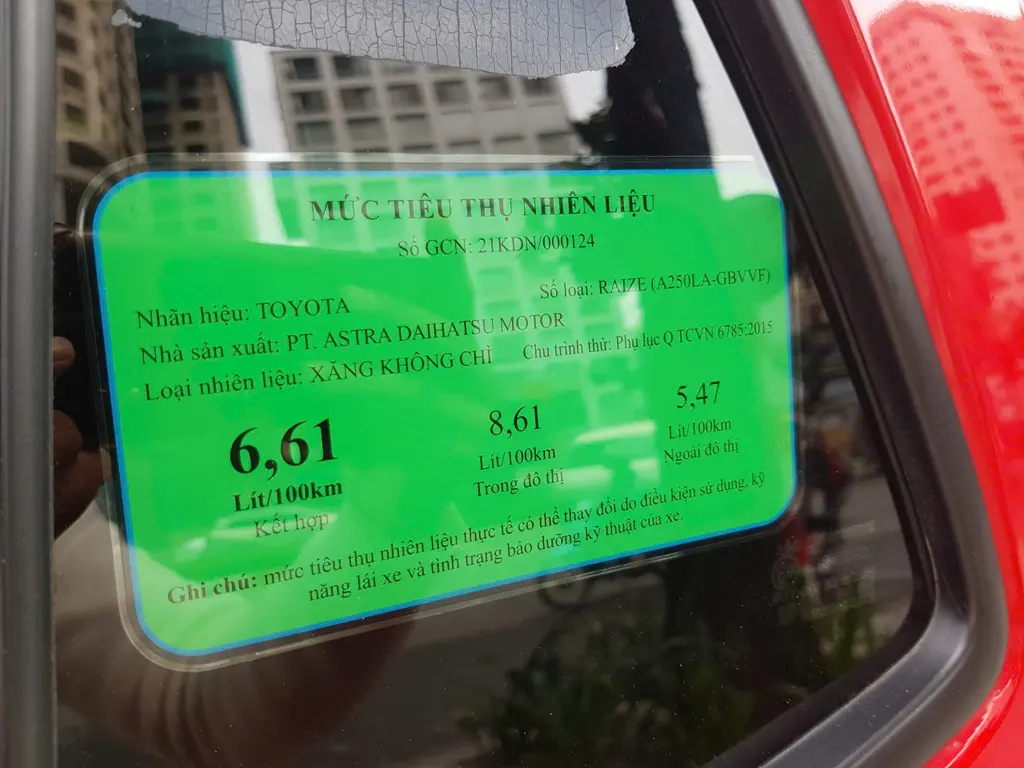 MỨC TIÊU THỤ NHIÊN LIỆU
Số GCN: 21KDN/000124
Nhãn hiệu: TOYOTA
Số loại: RAIZE (A250LA-GBVVF)
Nhà sản xuất: PT. ASTRA DAIHATSU MOTOR
Loại nhiên liệu: XĂNG KHÔNG CHÌ
Chu trình thử: Phụ lục Q TCVN 6785:2015
6,61
Lít/100km
Kết hợp
8,61
Lít/100km
Trong đô thị
5,47
Lít/100km
Ngoài đô thị
Ghi chú: mức tiêu thụ nhiên liệu thực tế có thể thay đổi do điều kiện sử dụng, kỹ
năng lái xe và tình trạng bảo dưỡng kỹ thuật của xe.